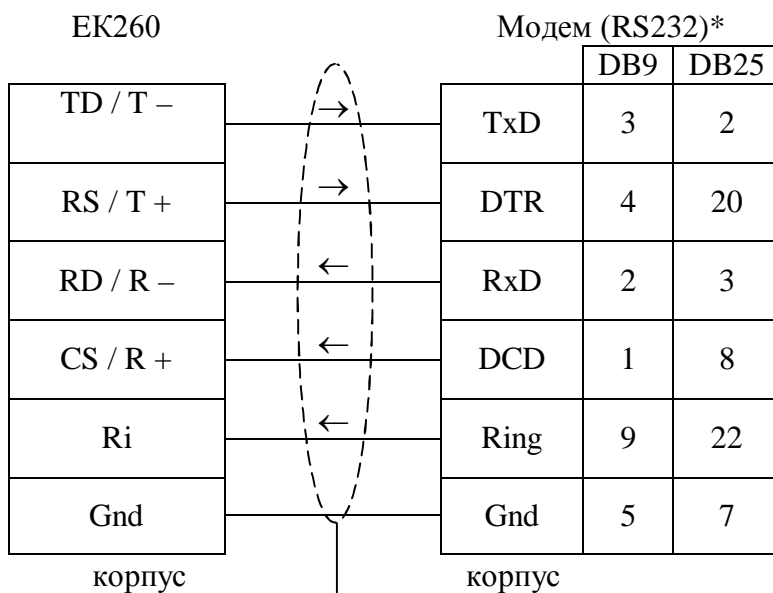 ЕК260 Модем (RS232)*
DB9 DB25
TD / T – → TxD 3 2
RS / T + → DTR 4 20
RD / R – ← RxD 2 3
CS / R + ← DCD 1 8
Ri ← Ring 9 22
Gnd Gnd 5 7
корпус корпус